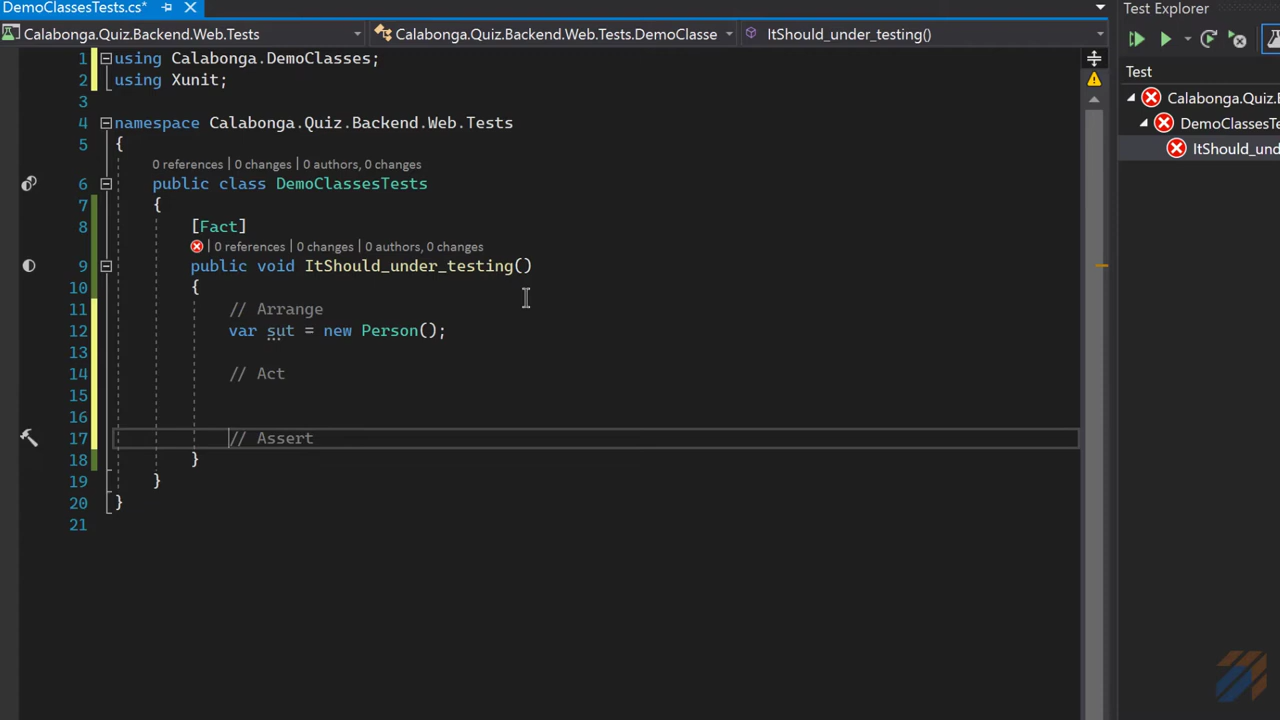 DemoClassesTests.cs*
Test Explorer
Calabonga.Quiz.Backend.Web.Tests
Calabonga.Quiz.Backend.Web.Tests.DemoClasse
ItShould_under_testing()
1 using Calabonga.DemoClasses;
2 using Xunit;
3
4 namespace Calabonga.Quiz.Backend.Web.Tests
5 {
0 references | 0 changes | 0 authors, 0 changes
6 public class DemoClassesTests
7 {
8 [Fact]
| 0 references | 0 changes | 0 authors, 0 changes
9 public void ItShould_under_testing()
10 {
11 // Arrange
12 var sut = new Person();
13
14 // Act
15
16
17 // Assert
18 }
19 }
20 }
21
Test
Calabonga.Quiz.
DemoClassesTe
ItShould_und